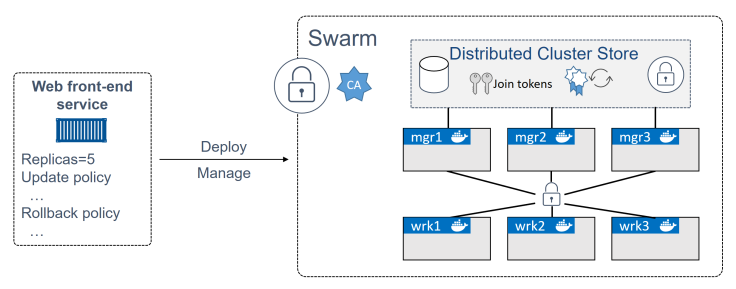 Web front-end
service
Replicas=5
Update policy
...
Rollback policy
...
Deploy
Manage
Swarm
CA
Distributed Cluster Store
Join tokens
mgr1
mgr2
mgr3
wrk1
wrk2
wrk3